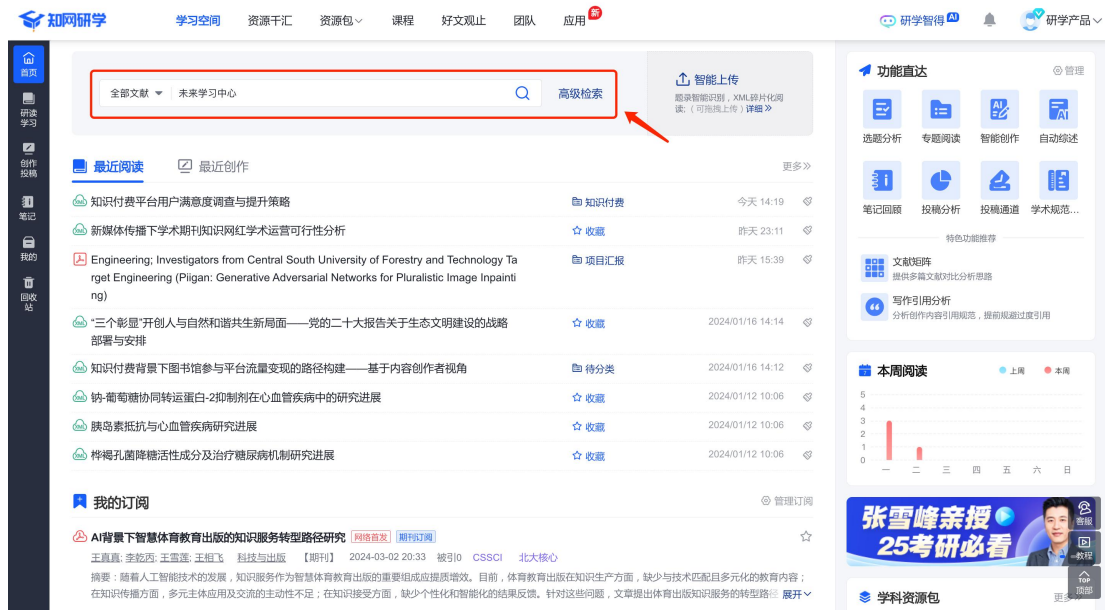 知网研学
学习空间
资源千汇
资源包
课程
好文观止
团队
应用
新
研学智得
AI
研学产品
首页
研读
学习
创作
投稿
笔记
我的
回收
站
全部文献
未来学习中心
高级检索
智能上传
题录智能识别，XML碎片化阅
读;（可拖拽上传）详细
最近阅读
最近创作
更多
知识付费平台用户满意度调查与提升策略
知识付费
今天 14:19
新媒体传播下学术期刊知识网红学术运营可行性分析
收藏
昨天 23:11
Engineering; Investigators from Central South University of Forestry and Technology Ta
rget Engineering (Piigan: Generative Adversarial Networks for Pluralistic Image Inpainti
ng)
项目汇报
昨天 15:39
“三个彰显”开创人与自然和谐共生新局面——党的二十大报告关于生态文明建设的战略
部署与安排
收藏
2024/01/16 14:14
知识付费背景下图书馆参与平台流量变现的路径构建——基于内容创作者视角
待分类
2024/01/16 14:12
钠-葡萄糖协同转运蛋白-2抑制剂在心血管疾病中的研究进展
收藏
2024/01/12 10:06
胰岛素抵抗与心血管疾病研究进展
收藏
2024/01/12 10:06
桦褐孔菌降糖活性成分及治疗糖尿病机制研究进展
收藏
2024/01/12 10:06
我的订阅
管理订阅
AI背景下智慧体育教育出版的知识服务转型路径研究
网络首发
期刊订阅
王真真; 李乾丙; 王雪莲; 王相飞 科技与出版 【期刊】 2024-03-02 20:33 被引0 CSSCI 北大核心
摘要：随着人工智能技术的发展，知识服务作为智慧体育教育出版的重要组成应提质增效。目前，体育教育出版在知识生产方面，缺少与技术匹配且多元化的教育内容；
在知识传播方面，多元主体应用及交流的主动性不足；在知识接受方面，缺少个性化和智能化的结果反馈。针对这些问题，文章提出体育出版知识服务的转型路径
展开
功能直达
管理
选题分析
专题阅读
智能创作
自动综述
笔记回顾
投稿分析
投稿通道
学术规范...
特色功能推荐
文献矩阵
提供多篇文献对比分析思路
写作引用分析
分析创作内容引用规范，提前规避过度引用
本周阅读
上周
本周
5
4
3
2
1
0
一 二 三 四 五 六 日
张雪峰亲授
25考研必看
客服
教程
TOP
顶部
学科资源包
更多